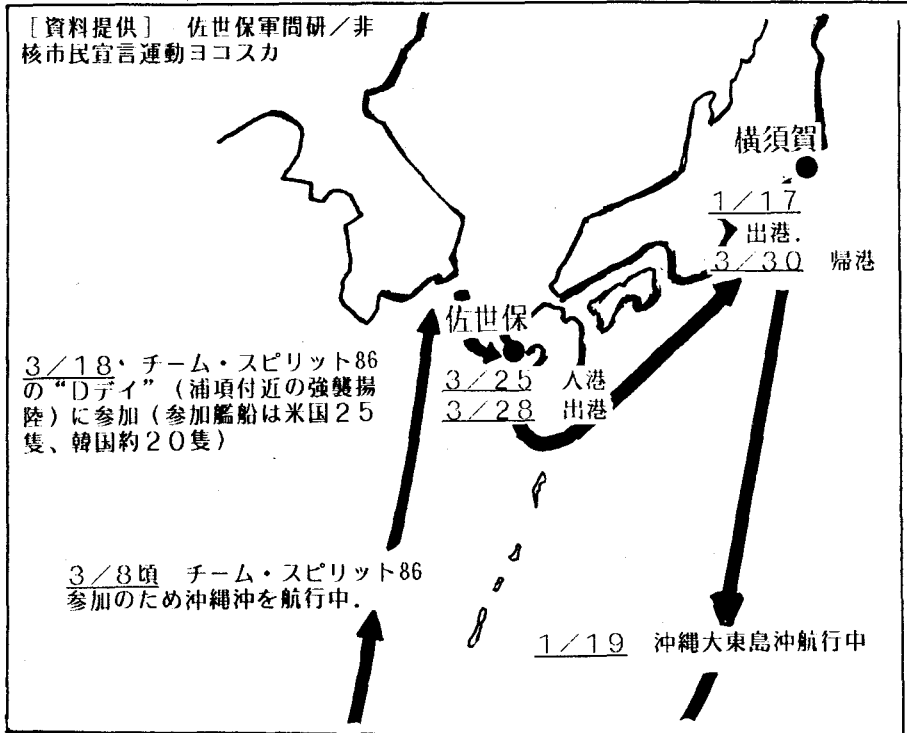 ［資料提供］ 佐世保軍問研／非
核市民宣言運動ヨコスカ
横須賀
1／17
出港．
3／30 帰港
佐世保
3／25 入港
3／28 出港
3／18・チーム・スピリット86
の“Ｄデイ”（浦項付近の強襲揚
陸）に参加（参加艦船は米国２５
隻、韓国約２０隻）
3／8頃 チーム・スピリット86
参加のため沖縄沖を航行中．
1／19 沖縄大東島沖航行中